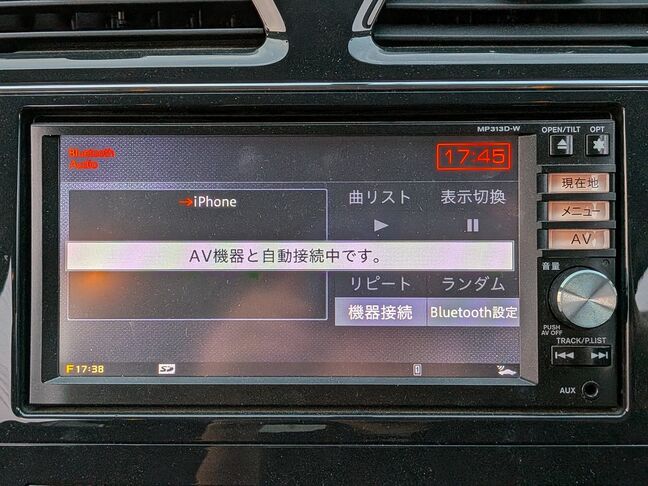 MP313D-W
OPEN/TILT OPT
Bluetooth
Audio
17:45
→iPhone
曲リスト 表示切換
現在地
メニュー
AV
AV機器と自動接続中です。
音量
リピート ランダム
機器接続 Bluetooth設定
PUSH
AV OFF
TRACK/P.LIST
F 17:38
SD
AUX